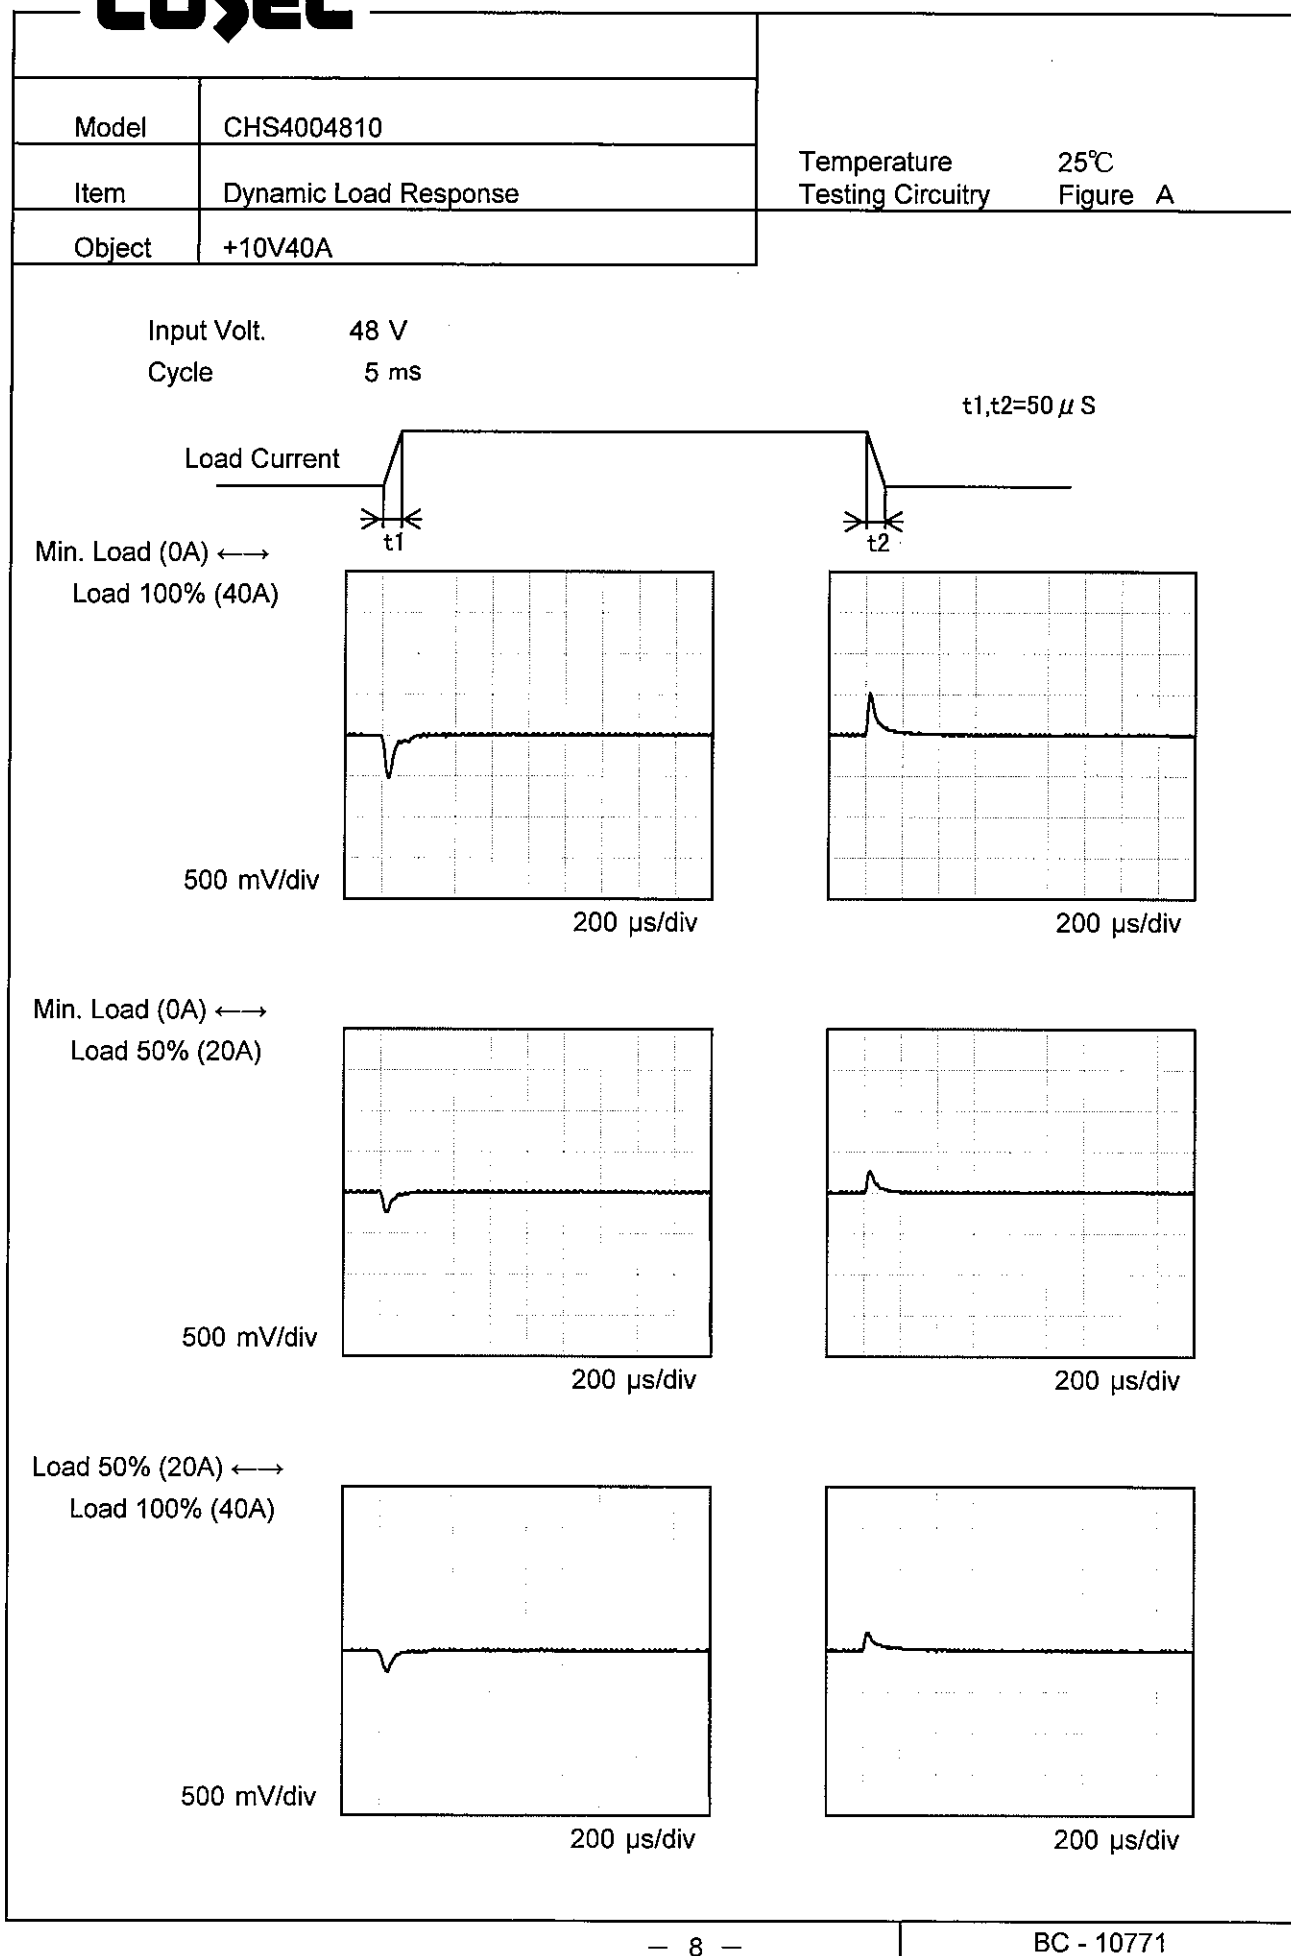 COSEL
Model CHS4004810
Item Dynamic Load Response
Object +10V40A
Temperature 25℃
Testing Circuitry Figure A
Input Volt. 48 V
Cycle 5 ms
t1,t2=50 μ S
Load Current
t1 t2
Min. Load (0A) ←→
Load 100% (40A)
500 mV/div
200 μs/div 200 μs/div
Min. Load (0A) ←→
Load 50% (20A)
500 mV/div
200 μs/div 200 μs/div
Load 50% (20A) ←→
Load 100% (40A)
500 mV/div
200 μs/div 200 μs/div
— 8 — BC - 10771